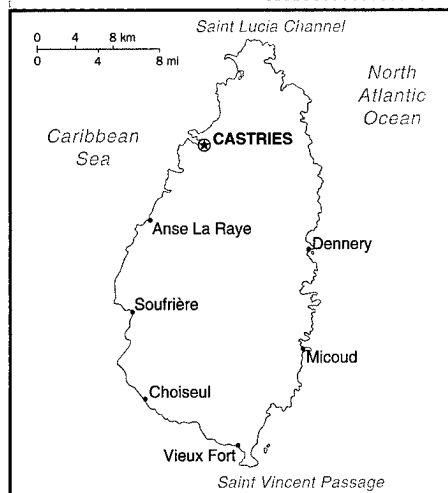 Saint Lucia Channel
0 4 8 km
0 4 8 mi
North
Atlantic
Ocean
Caribbean
Sea
CASTRIES
Anse La Raye
Dennery
Soufrière
Micoud
Choiseul
Vieux Fort
Saint Vincent Passage